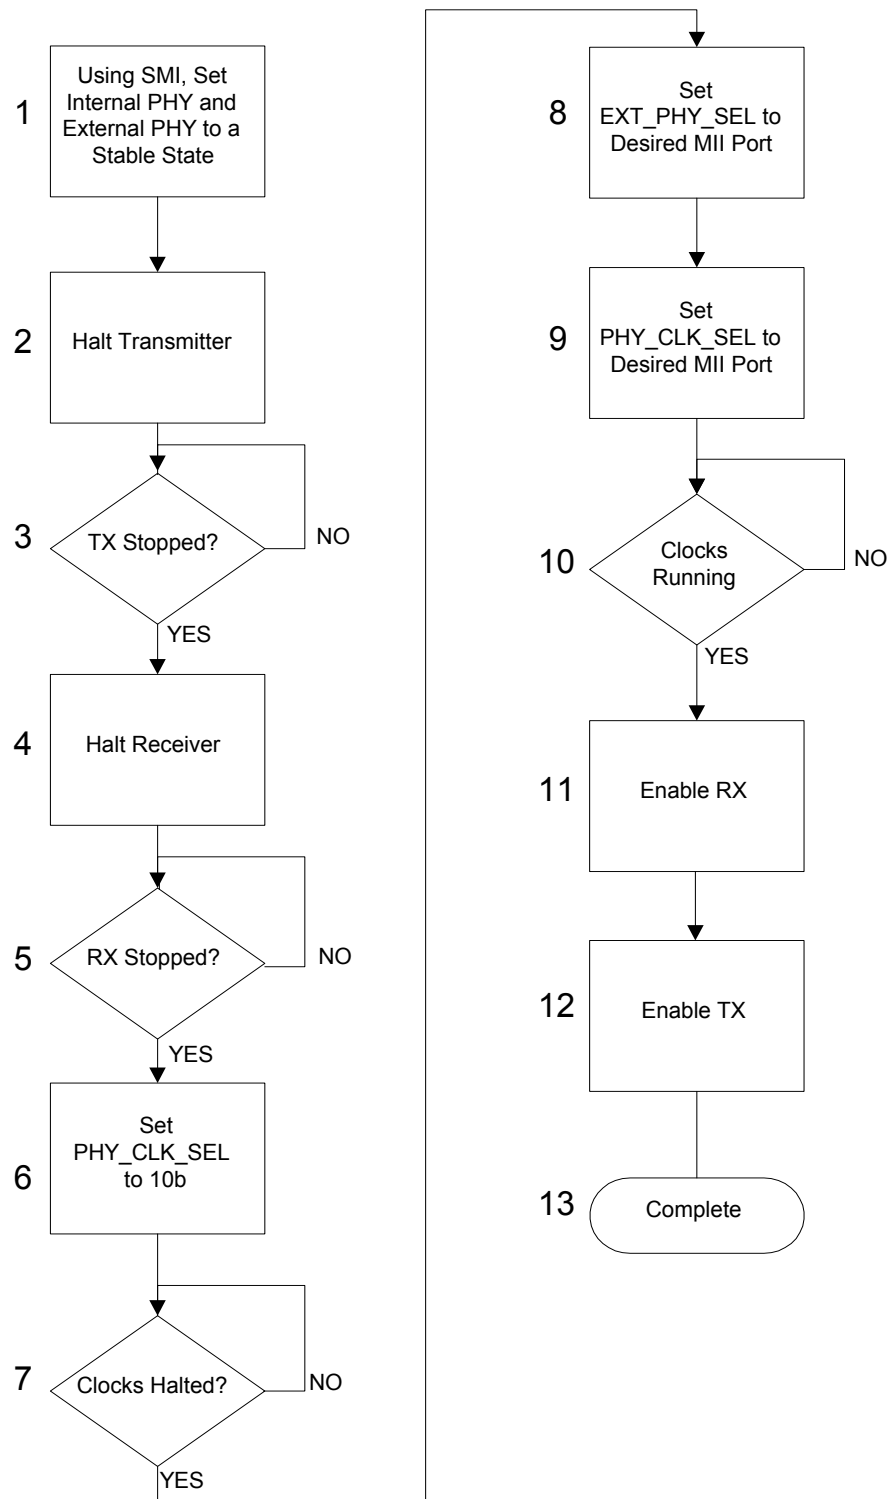 1
Using SMI, Set
Internal PHY and
External PHY to a
Stable State
2
Halt Transmitter
3
TX Stopped?
NO
YES
4
Halt Receiver
5
RX Stopped?
NO
YES
6
Set
PHY_CLK_SEL
to 10b
7
Clocks Halted?
NO
YES
8
Set
EXT_PHY_SEL to
Desired MII Port
9
Set
PHY_CLK_SEL to
Desired MII Port
10
Clocks
Running
NO
YES
11
Enable RX
12
Enable TX
13
Complete